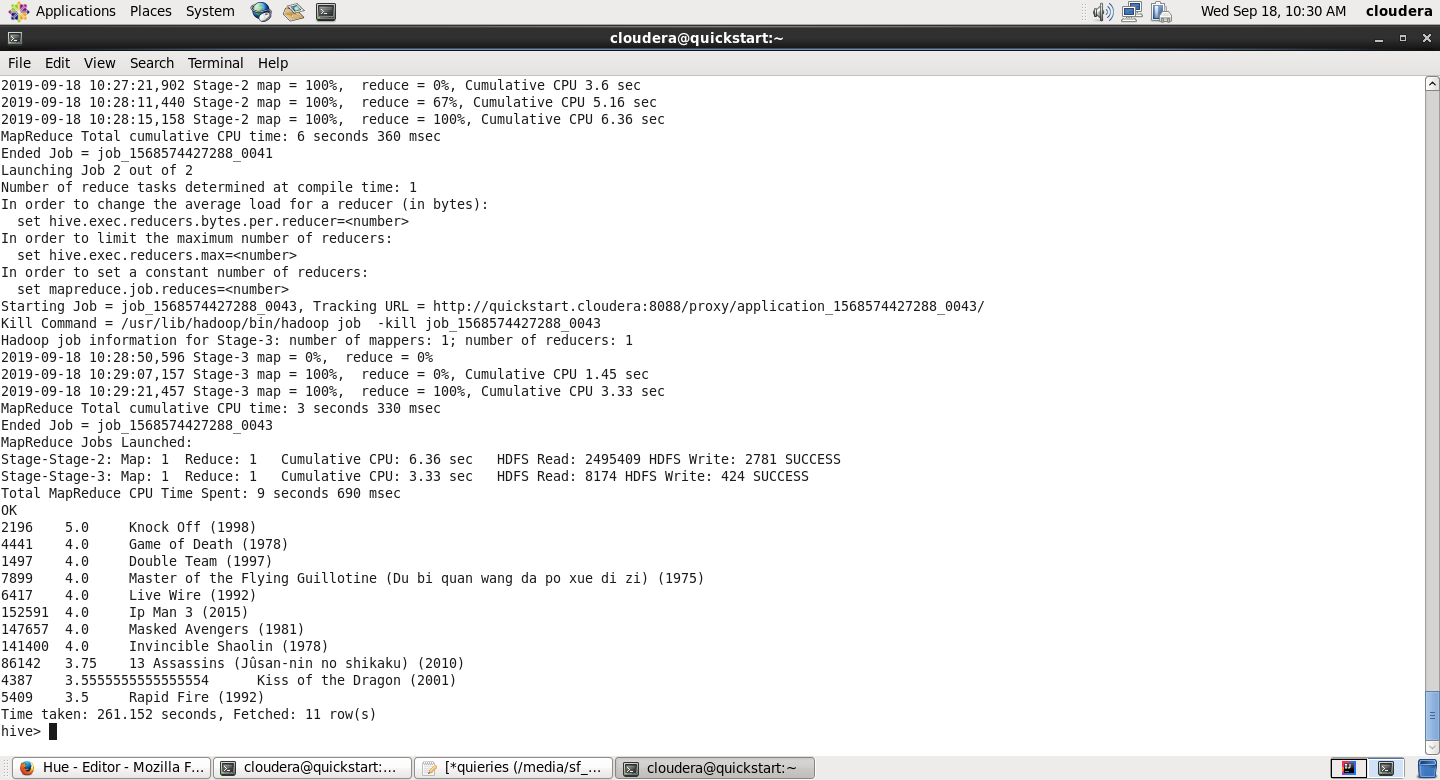 Applications Places System Wed Sep 18, 10:30 AM cloudera
cloudera@quickstart:~
File Edit View Search Terminal Help
2019-09-18 10:27:21,902 Stage-2 map = 100%,  reduce = 0%, Cumulative CPU 3.6 sec
2019-09-18 10:28:11,440 Stage-2 map = 100%,  reduce = 67%, Cumulative CPU 5.16 sec
2019-09-18 10:28:15,158 Stage-2 map = 100%,  reduce = 100%, Cumulative CPU 6.36 sec
MapReduce Total cumulative CPU time: 6 seconds 360 msec
Ended Job = job_1568574427288_0041
Launching Job 2 out of 2
Number of reduce tasks determined at compile time: 1
In order to change the average load for a reducer (in bytes):
  set hive.exec.reducers.bytes.per.reducer=<number>
In order to limit the maximum number of reducers:
  set hive.exec.reducers.max=<number>
In order to set a constant number of reducers:
  set mapreduce.job.reduces=<number>
Starting Job = job_1568574427288_0043, Tracking URL = http://quickstart.cloudera:8088/proxy/application_1568574427288_0043/
Kill Command = /usr/lib/hadoop/bin/hadoop job  -kill job_1568574427288_0043
Hadoop job information for Stage-3: number of mappers: 1; number of reducers: 1
2019-09-18 10:28:50,596 Stage-3 map = 0%,  reduce = 0%
2019-09-18 10:29:07,157 Stage-3 map = 100%,  reduce = 0%, Cumulative CPU 1.45 sec
2019-09-18 10:29:21,457 Stage-3 map = 100%,  reduce = 100%, Cumulative CPU 3.33 sec
MapReduce Total cumulative CPU time: 3 seconds 330 msec
Ended Job = job_1568574427288_0043
MapReduce Jobs Launched:
Stage-Stage-2: Map: 1  Reduce: 1   Cumulative CPU: 6.36 sec   HDFS Read: 2495409 HDFS Write: 2781 SUCCESS
Stage-Stage-3: Map: 1  Reduce: 1   Cumulative CPU: 3.33 sec   HDFS Read: 8174 HDFS Write: 424 SUCCESS
Total MapReduce CPU Time Spent: 9 seconds 690 msec
OK
2196    5.0     Knock Off (1998)
4441    4.0     Game of Death (1978)
1497    4.0     Double Team (1997)
7899    4.0     Master of the Flying Guillotine (Du bi quan wang da po xue di zi) (1975)
6417    4.0     Live Wire (1992)
152591  4.0     Ip Man 3 (2015)
147657  4.0     Masked Avengers (1981)
141400  4.0     Invincible Shaolin (1978)
86142   3.75    13 Assassins (Jûsan-nin no shikaku) (2010)
4387    3.5555555555555554      Kiss of the Dragon (2001)
5409    3.5     Rapid Fire (1992)
Time taken: 261.152 seconds, Fetched: 11 row(s)
hive>
Hue - Editor - Mozilla F... cloudera@quickstart:... [*quieries (/media/sf_... cloudera@quickstart:~